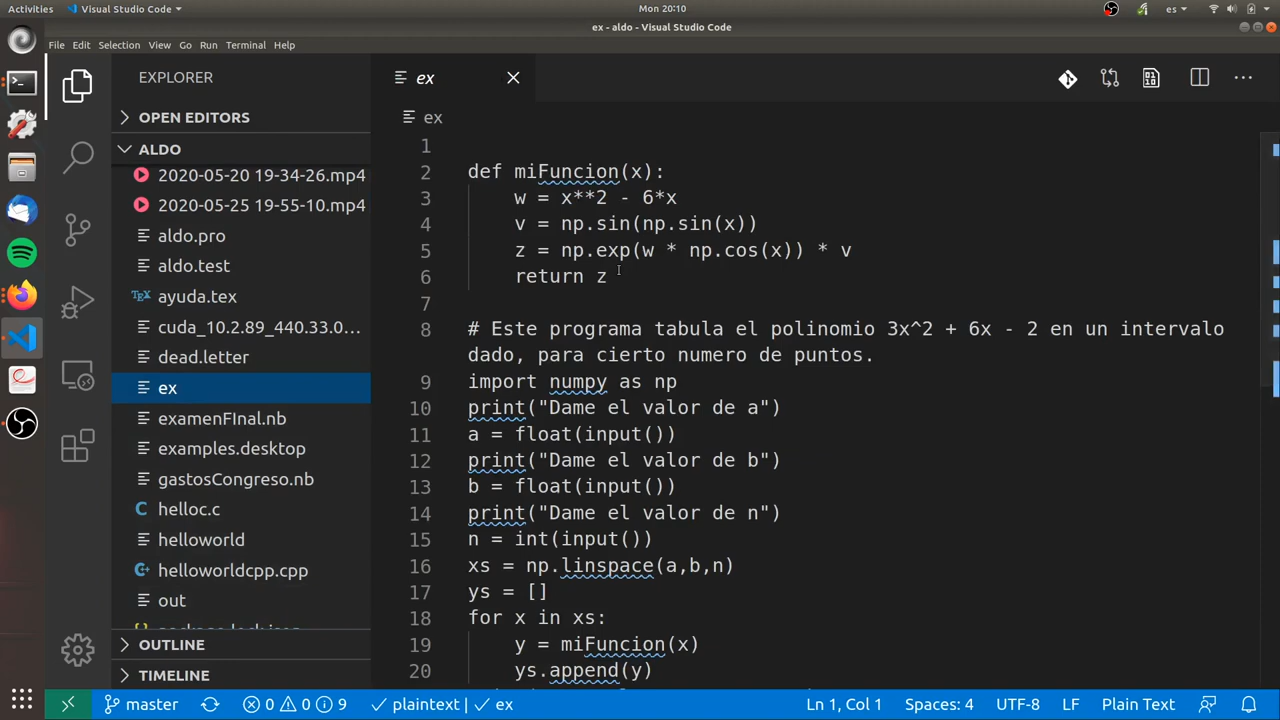 Activities
Visual Studio Code
Mon 20:10
es
ex - aldo - Visual Studio Code
File Edit Selection View Go Run Terminal Help
EXPLORER
OPEN EDITORS
ALDO
2020-05-20 19-34-26.mp4
2020-05-25 19-55-10.mp4
aldo.pro
aldo.test
TEX ayuda.tex
cuda_10.2.89_440.33.0...
dead.letter
ex
examenFInal.nb
examples.desktop
gastosCongreso.nb
C helloc.c
helloworld
helloworldcpp.cpp
out
OUTLINE
TIMELINE
ex
ex
1
2 def miFuncion(x):
3 w = x**2 - 6*x
4 v = np.sin(np.sin(x))
5 z = np.exp(w * np.cos(x)) * v
6 return z
7
8 # Este programa tabula el polinomio 3x^2 + 6x - 2 en un intervalo
dado, para cierto numero de puntos.
9 import numpy as np
10 print("Dame el valor de a")
11 a = float(input())
12 print("Dame el valor de b")
13 b = float(input())
14 print("Dame el valor de n")
15 n = int(input())
16 xs = np.linspace(a,b,n)
17 ys = []
18 for x in xs:
19 y = miFuncion(x)
20 ys.append(y)
master
0 0 9
plaintext | ex
Ln 1, Col 1
Spaces: 4
UTF-8
LF
Plain Text